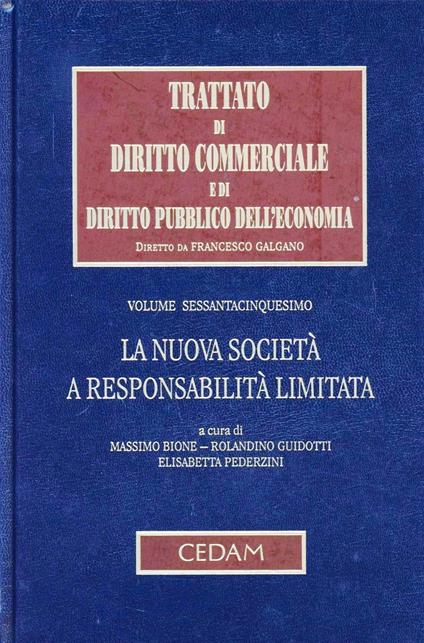 TRATTATO
DI
DIRITTO COMMERCIALE
E DI
DIRITTO PUBBLICO DELL'ECONOMIA
DIRETTO DA FRANCESCO GALGANO
VOLUME SESSANTACINQUESIMO
LA NUOVA SOCIETÀ
A RESPONSABILITÀ LIMITATA
a cura di
MASSIMO BIONE – ROLANDINO GUIDOTTI
ELISABETTA PEDERZINI
CEDAM